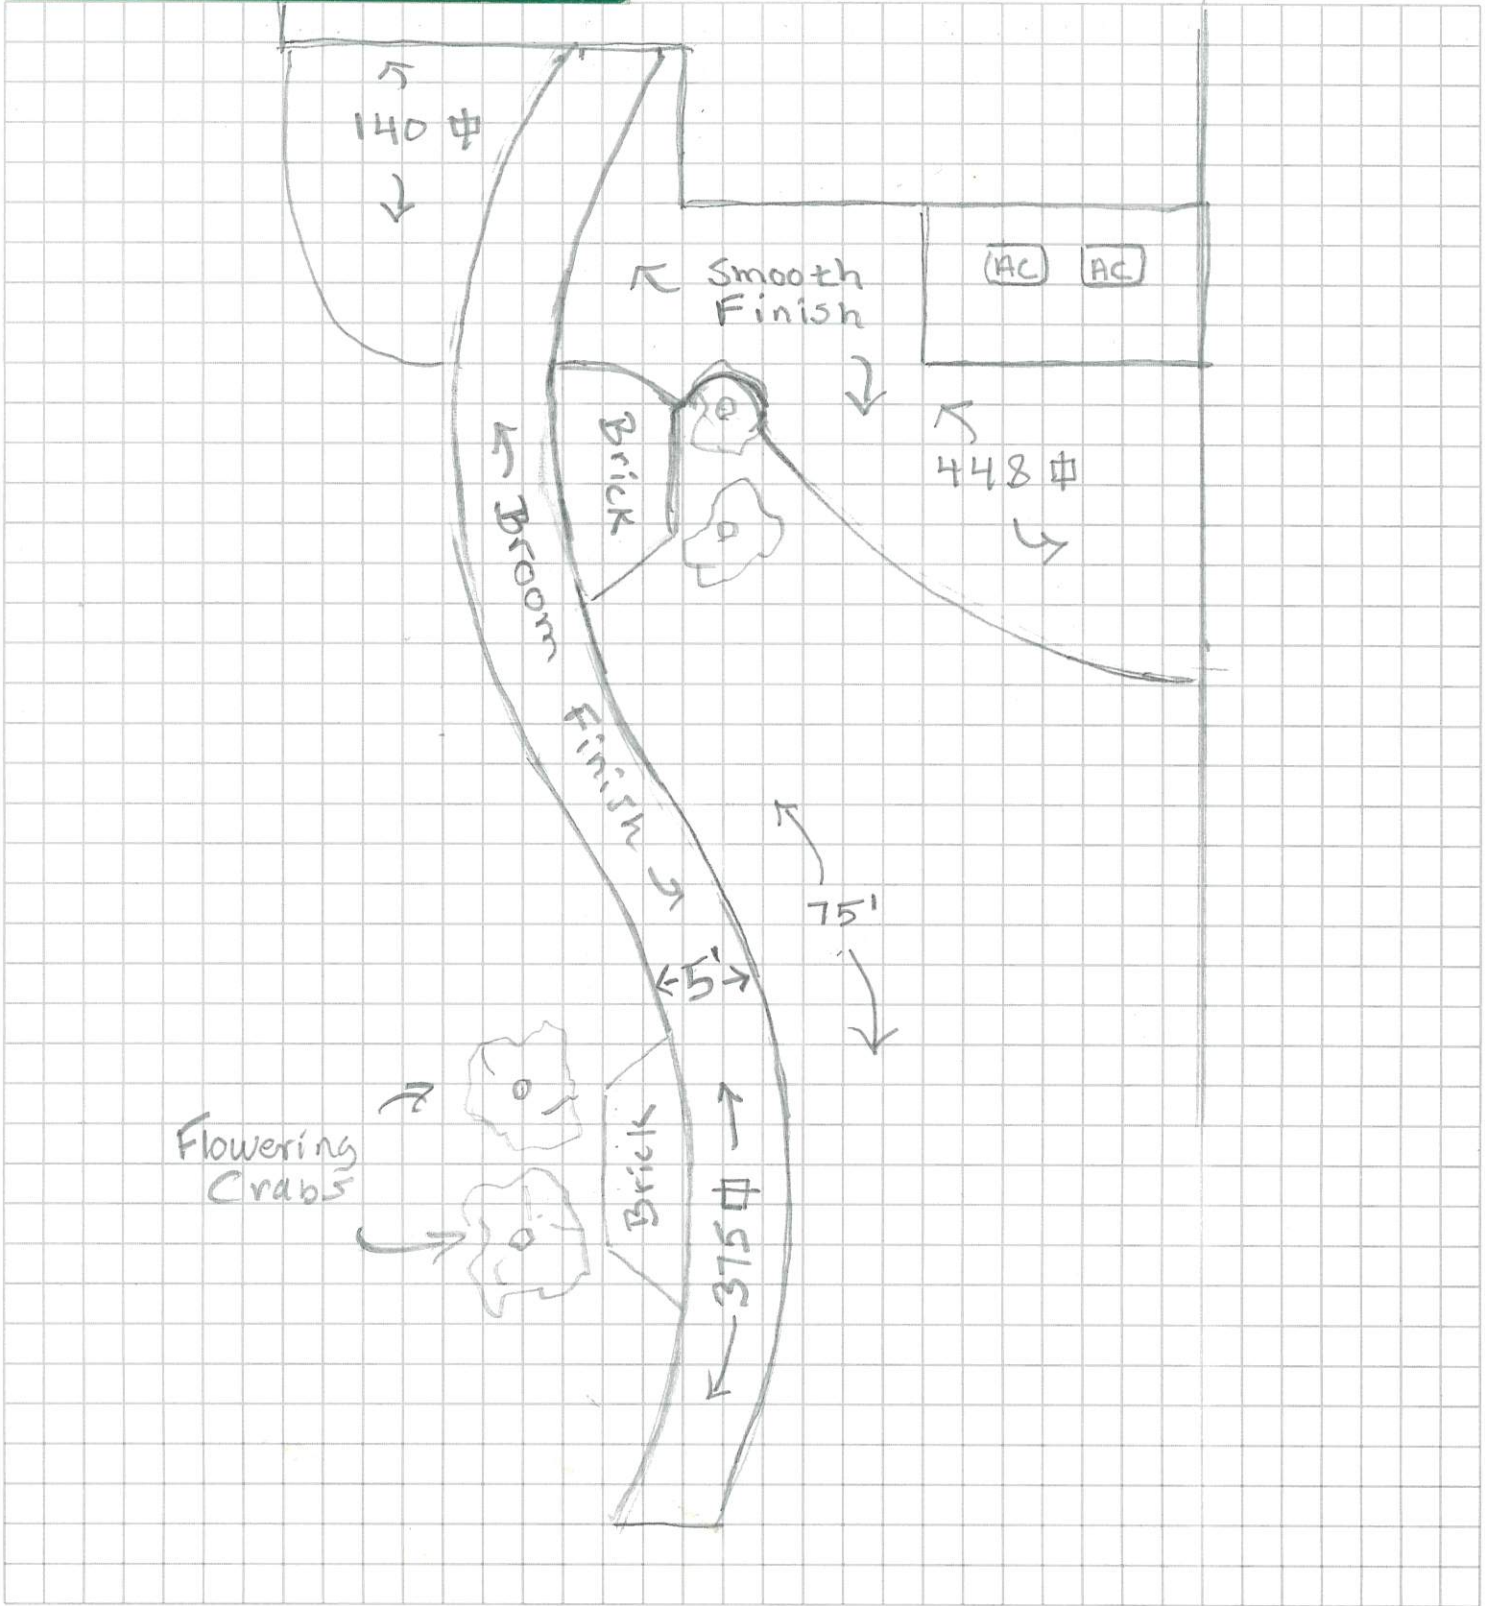 140 ⌑
Smooth
Finish
AC
AC
Brick
448 ⌑
Broom
Finish
75'
5'
Flowering
Crabs
Brick
375 ⌑